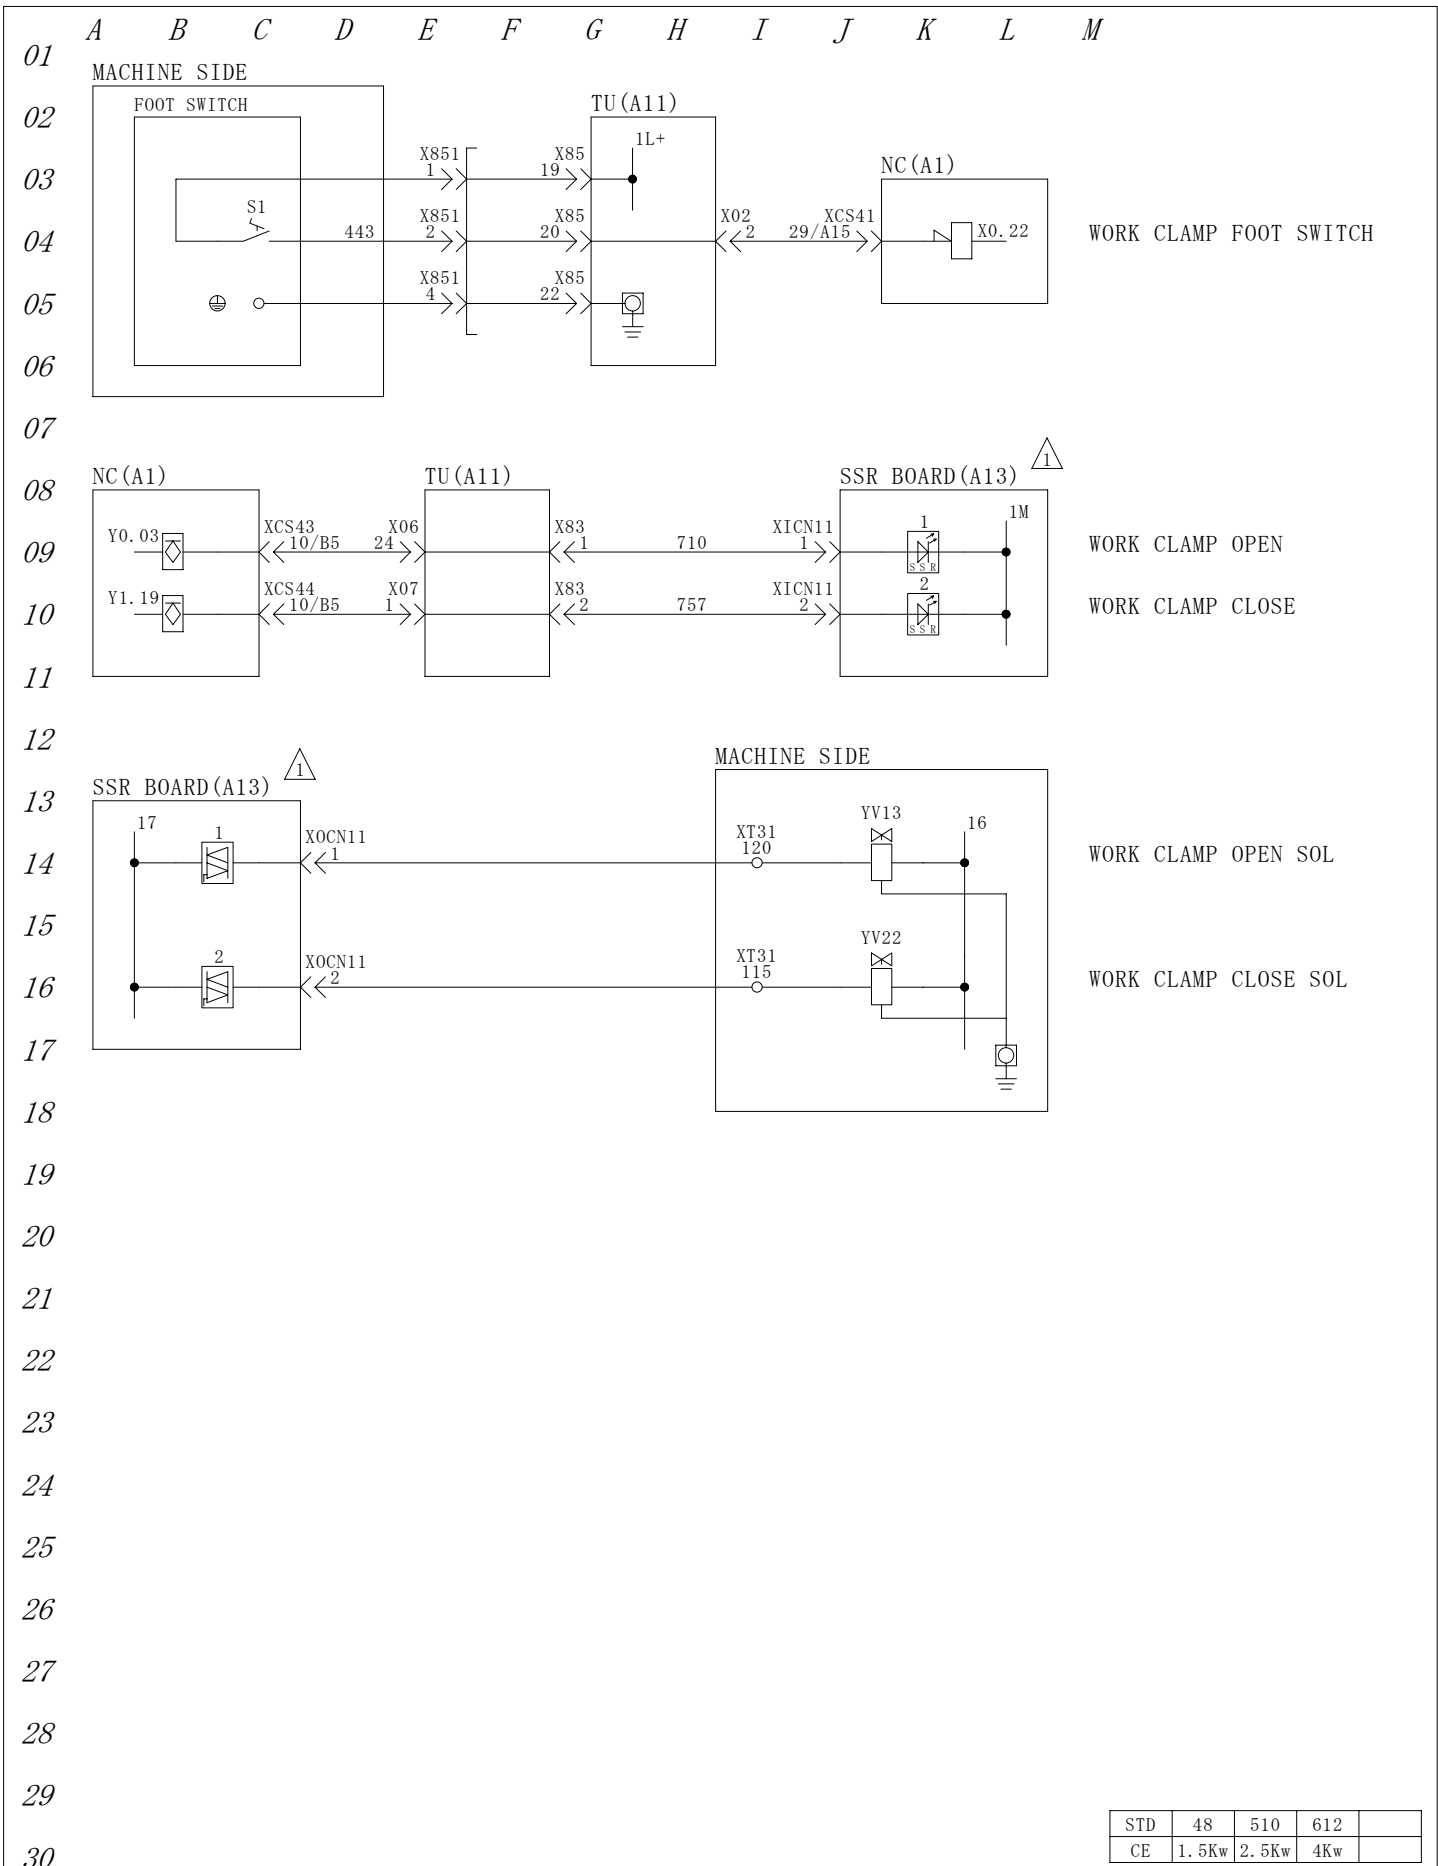 A B C D E F G H I J K L M
01
MACHINE SIDE
02
FOOT SWITCH
TU(A11)
1L+
X851
X85
NC(A1)
03
1
19
S1
X851
X85
X02
XCS41
04
443
2
20
2
29/A15
X0.22
WORK CLAMP FOOT SWITCH
X851
X85
05
4
22
06
07
1
NC(A1)
TU(A11)
SSR BOARD(A13)
08
1M
Y0.03
XCS43
X06
X83
XICN11
1
09
10/B5
24
1
710
1
SSR
WORK CLAMP OPEN
Y1.19
XCS44
X07
X83
XICN11
2
10
10/B5
1
2
757
2
SSR
WORK CLAMP CLOSE
11
12
MACHINE SIDE
1
SSR BOARD(A13)
13
17
1
XOCN11
XT31
YV13
16
14
1
120
WORK CLAMP OPEN SOL
15
2
XOCN11
XT31
YV22
16
2
115
WORK CLAMP CLOSE SOL
17
18
19
20
21
22
23
24
25
26
27
28
29
STD 48 510 612
30
CE 1.5Kw 2.5Kw 4Kw